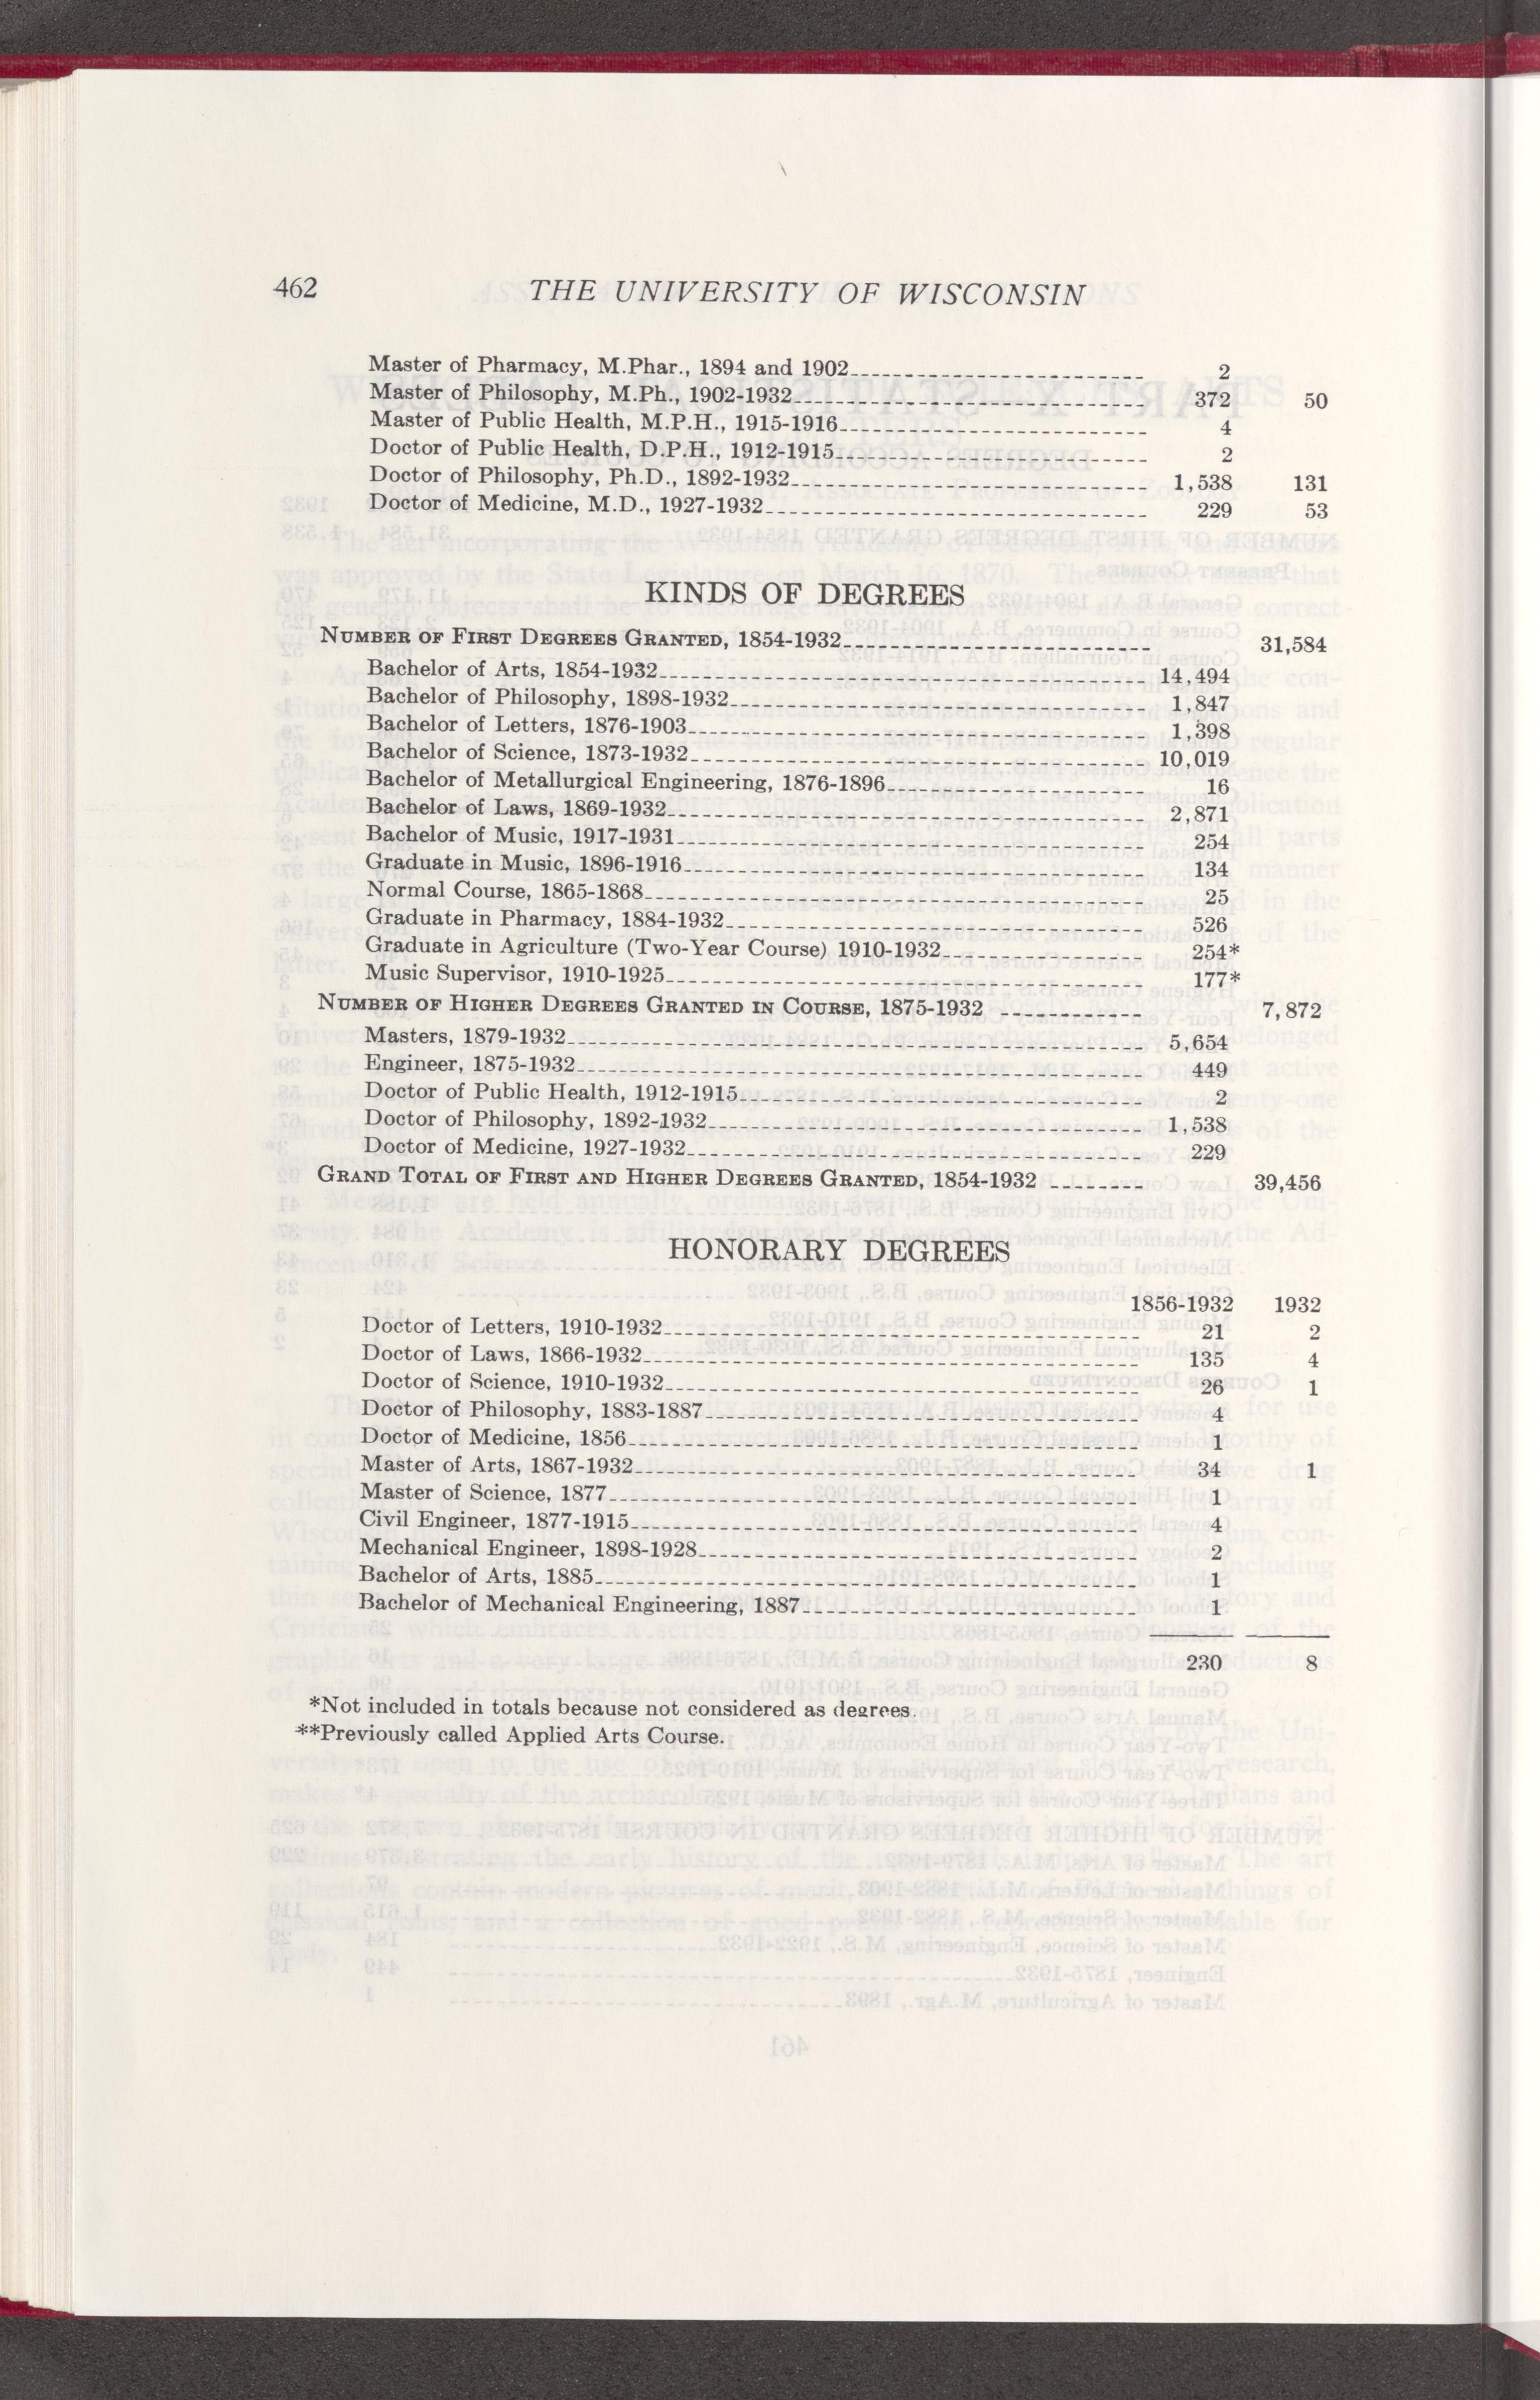 462 THE UNIVERSITY OF WISCONSIN
Master of Pharmacy, M.Phar., 1894 and 1902 2
Master of Philosophy, M.Ph., 1902-1932 372 50
Master of Public Health, M.P.H., 1915-1916 4
Doctor of Public Health, D.P.H., 1912-1915 2
Doctor of Philosophy, Ph.D., 1892-1932 1,538 131
Doctor of Medicine, M.D., 1927-1932 229 53
KINDS OF DEGREES
NUMBER OF FIRST DEGREES GRANTED, 1854-1932 31,584
Bachelor of Arts, 1854-1932 14,494
Bachelor of Philosophy, 1898-1932 1,847
Bachelor of Letters, 1876-1903 1,398
Bachelor of Science, 1873-1932 10,019
Bachelor of Metallurgical Engineering, 1876-1896 16
Bachelor of Laws, 1869-1932 2,871
Bachelor of Music, 1917-1931 254
Graduate in Music, 1896-1916 134
Normal Course, 1865-1868 25
Graduate in Pharmacy, 1884-1932 526
Graduate in Agriculture (Two-Year Course) 1910-1932 254*
Music Supervisor, 1910-1925 177*
NUMBER OF HIGHER DEGREES GRANTED IN COURSE, 1875-1932 7,872
Masters, 1879-1932 5,654
Engineer, 1875-1932 449
Doctor of Public Health, 1912-1915 2
Doctor of Philosophy, 1892-1932 1,538
Doctor of Medicine, 1927-1932 229
GRAND TOTAL OF FIRST AND HIGHER DEGREES GRANTED, 1854-1932 39,456
HONORARY DEGREES
1856-1932 1932
Doctor of Letters, 1910-1932 21 2
Doctor of Laws, 1866-1932 135 4
Doctor of Science, 1910-1932 26 1
Doctor of Philosophy, 1883-1887 4
Doctor of Medicine, 1856 1
Master of Arts, 1867-1932 34 1
Master of Science, 1877 1
Civil Engineer, 1877-1915 4
Mechanical Engineer, 1898-1928 2
Bachelor of Arts, 1885 1
Bachelor of Mechanical Engineering, 1887 1
230 8
*Not included in totals because not considered as degrees.
**Previously called Applied Arts Course.